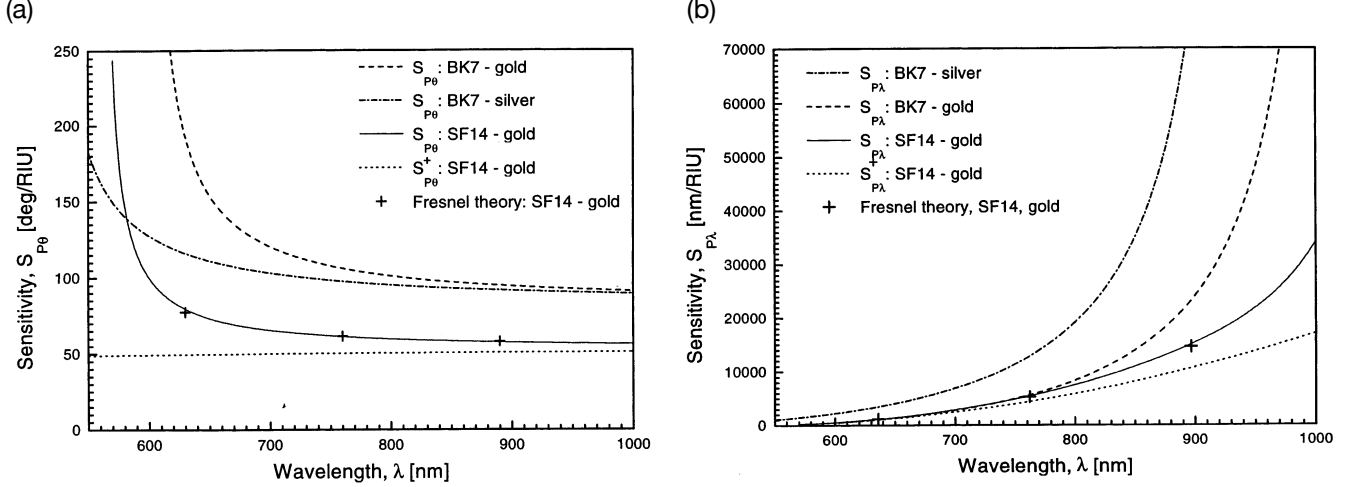 (a)
250
200
150
100
50
0
600
700
800
900
1000
Sensitivity, S_Pθ [deg/RIU]
Wavelength, λ [nm]
S_Pθ: BK7 - gold
S_Pθ: BK7 - silver
S_Pθ: SF14 - gold
S⁺_Pθ: SF14 - gold
Fresnel theory: SF14 - gold
(b)
70000
60000
50000
40000
30000
20000
10000
0
600
700
800
900
1000
Sensitivity, S_Pλ [nm/RIU]
Wavelength, λ [nm]
S_Pλ: BK7 - silver
S_Pλ: BK7 - gold
S_Pλ: SF14 - gold
S⁺_Pλ: SF14 - gold
Fresnel theory, SF14, gold